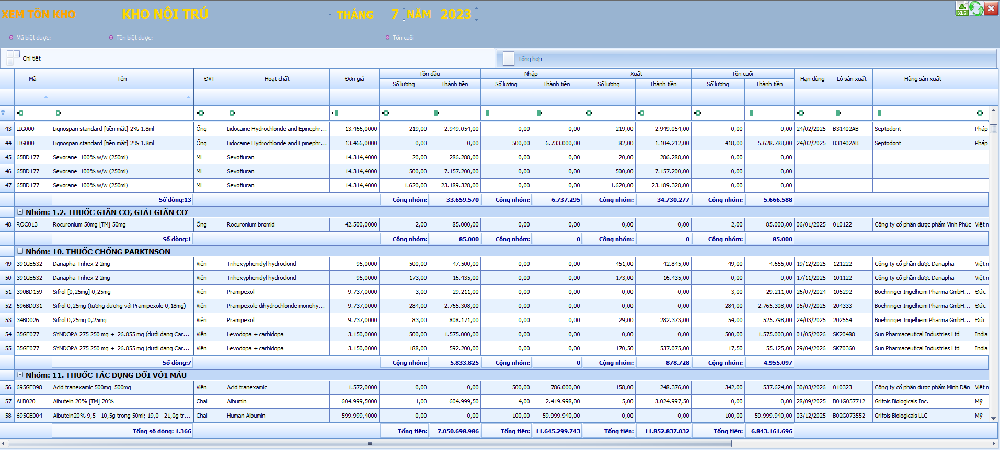 XEM TỒN KHO KHO NỘI TRÚ THÁNG 7 NĂM 2023
XLS
Mã biệt dược: Tên biệt dược: Tồn cuối
Chi tiết Tổng hợp
Mã Tên ĐVT Hoạt chất Đơn giá Tồn đầu Nhập Xuất Tồn cuối Hạn dùng Lô sản xuất Hãng sản xuất
Số lượng Thành tiền Số lượng Thành tiền Số lượng Thành tiền Số lượng Thành tiền
43 LIG000 Lignospan standard [tiền mặt] 2% 1.8ml Ống Lidocaine Hydrochloride and Epinephr... 13.466,0000 219,00 2.949.054,00 0,00 0,00 219,00 2.949.054,00 0,00 0,00 24/02/2025 B31402AB Septodont Pháp
44 LIG000 Lignospan standard [tiền mặt] 2% 1.8ml Ống Lidocaine Hydrochloride and Epinephr... 13.466,0000 0,00 0,00 500,00 6.733.000,00 82,00 1.104.212,00 418,00 5.628.788,00 24/02/2025 B31402AB Septodont Pháp
45 65BD177 Sevorane 100% w/w (250ml) Ml Sevofluran 14.314,4000 20,00 286.288,00 0,00 0,00 20,00 286.288,00 0,00 0,00
46 65BD177 Sevorane 100% w/w (250ml) Ml Sevofluran 14.314,4000 500,00 7.157.200,00 0,00 0,00 500,00 7.157.200,00 0,00 0,00
47 65BD177 Sevorane 100% w/w (250ml) Ml Sevofluran 14.314,4000 1.620,00 23.189.328,00 0,00 0,00 1.620,00 23.189.328,00 0,00 0,00
Số dòng:13 Cộng nhóm: 33.659.570 Cộng nhóm: 6.737.295 Cộng nhóm: 34.730.277 Cộng nhóm: 5.666.588
Nhóm: 1.2. THUỐC GIÃN CƠ, GIẢI GIÃN CƠ
48 ROC013 Rocuronium 50mg [TM] 50mg Ống Rocuronium bromid 42.500,0000 2,00 85.000,00 0,00 0,00 0,00 0,00 2,00 85.000,00 06/01/2025 010122 Công ty cổ phần dược phẩm Vĩnh Phúc Việt n
Số dòng:1 Cộng nhóm: 85.000 Cộng nhóm: 0 Cộng nhóm: 0 Cộng nhóm: 85.000
Nhóm: 10. THUỐC CHỐNG PARKINSON
49 391GE632 Danapha-Trihex 2 2mg Viên Trihexyphenidyl hydroclorid 95,0000 500,00 47.500,00 0,00 0,00 451,00 42.845,00 49,00 4.655,00 19/12/2025 121222 Công ty cổ phần dược Danapha Việt n
50 391GE632 Danapha-Trihex 2 2mg Viên Trihexyphenidyl hydroclorid 95,0000 173,00 16.435,00 0,00 0,00 173,00 16.435,00 0,00 0,00 17/11/2025 101122 Công ty cổ phần dược Danapha Việt n
51 390BD159 Sifrol [0,25mg] 0,25mg Viên Pramipexol 9.737,0000 3,00 29.211,00 0,00 0,00 0,00 0,00 3,00 29.211,00 26/07/2024 105292 Boehringer Ingelheim Pharma GmbH... Đức
52 696BD031 Sifrol 0,25mg (tương đương với Pramipexole 0,18mg) Viên Pramipexole dihydrochloride monohy... 9.737,0000 284,00 2.765.308,00 0,00 0,00 0,00 0,00 284,00 2.765.308,00 05/07/2025 204333 Boehringer Ingelheim Pharma GmbH... Đức
53 34BD026 Sifrol 0,25mg 0,25mg Viên Pramipexol 9.737,0000 83,00 808.171,00 0,00 0,00 29,00 282.373,00 54,00 525.798,00 24/03/2025 202554 Boehringer Ingelheim Pharma GmbH... Đức
54 35GE077 SYNDOPA 275 250 mg + 26.855 mg (dưới dạng Car... Viên Levodopa + carbidopa 3.150,0000 500,00 1.575.000,00 0,00 0,00 0,00 0,00 500,00 1.575.000,00 01/05/2026 SK20488 Sun Pharmaceutical Industries Ltd India
55 35GE077 SYNDOPA 275 250 mg + 26.855 mg (dưới dạng Car... Viên Levodopa + carbidopa 3.150,0000 188,00 592.200,00 0,00 0,00 170,50 537.075,00 17,50 55.125,00 29/04/2026 SKZ0360 Sun Pharmaceutical Industries Ltd India
Số dòng:7 Cộng nhóm: 5.833.825 Cộng nhóm: 0 Cộng nhóm: 878.728 Cộng nhóm: 4.955.097
Nhóm: 11. THUỐC TÁC DỤNG ĐỐI VỚI MÁU
56 695GE098 Acid tranexamic 500mg 500mg Viên Acid tranexamic 1.572,0000 0,00 0,00 500,00 786.000,00 158,00 248.376,00 342,00 537.624,00 30/03/2026 010323 Công ty cổ phần dược phẩm Minh Dân Việt n
57 ALB020 Albutein 20% [TM] 20% Chai Albumin 604.999,5000 1,00 604.999,50 4,00 2.419.998,00 5,00 3.024.997,50 0,00 0,00 28/09/2025 B01G057712 Grifols Biologicals Inc. Mỹ
58 695GE004 Albutein20% 9,5 - 10,5g trong 50ml; 19,0 - 21,0g tr... Chai Human Albumin 599.999,4000 0,00 0,00 100,00 59.999.940,00 0,00 0,00 100,00 59.999.940,00 03/12/2025 B02G073552 Grifols Biologicals LLC Mỹ
Tổng số dòng: 1.366 Tổng tiền: 7.050.698.986 Tổng tiền: 11.645.299.743 Tổng tiền: 11.852.837.032 Tổng tiền: 6.843.161.696